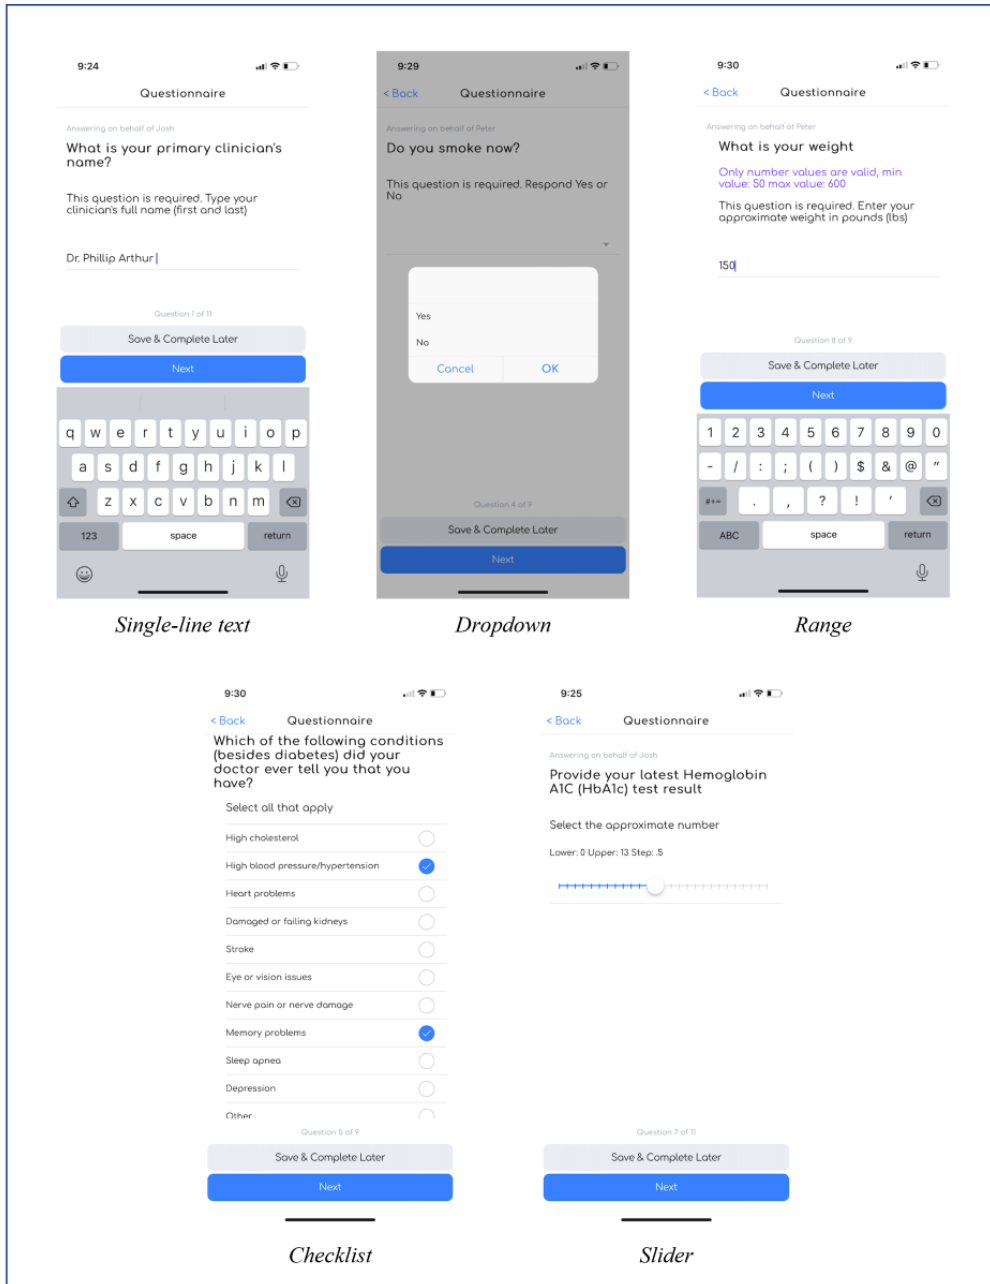 9:24
Questionnaire
Answering on behalf of Josh
What is your primary clinician's
name?
This question is required. Type your
clinician's full name (first and last)
Dr. Phillip Arthur
Question 1 of 11
Save & Complete Later
Next
q w e r t y u i o p
a s d f g h j k l
z x c v b n m
123 space return
Single-line text
9:29
< Back Questionnaire
Answering on behalf of Peter
Do you smoke now?
This question is required. Respond Yes or
No
Yes
No
Cancel OK
Question 4 of 9
Save & Complete Later
Next
Dropdown
9:30
< Back Questionnaire
Answering on behalf of Peter
What is your weight
Only number values are valid, min
value: 50 max value: 600
This question is required. Enter your
approximate weight in pounds (lbs)
150
Question 8 of 9
Save & Complete Later
Next
1 2 3 4 5 6 7 8 9 0
- / : ; ( ) $ & @ "
#+= . , ? ! '
ABC space return
Range
9:30
< Back Questionnaire
Which of the following conditions
(besides diabetes) did your
doctor ever tell you that you
have?
Select all that apply
High cholesterol
High blood pressure/hypertension
Heart problems
Damaged or failing kidneys
Stroke
Eye or vision issues
Nerve pain or nerve damage
Memory problems
Sleep apnea
Depression
Other
Question 5 of 9
Save & Complete Later
Next
Checklist
9:25
< Back Questionnaire
Answering on behalf of Josh
Provide your latest Hemoglobin
A1C (HbA1c) test result
Select the approximate number
Lower: 0 Upper: 13 Step: .5
Question 7 of 11
Save & Complete Later
Next
Slider